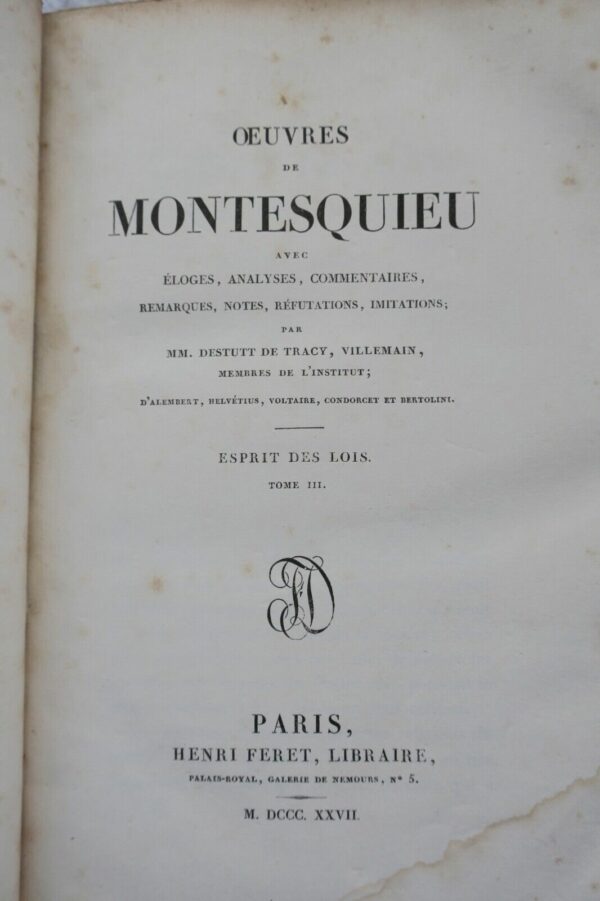 OEUVRES
DE
MONTESQUIEU
AVEC
ÉLOGES, ANALYSES, COMMENTAIRES,
REMARQUES, NOTES, RÉFUTATIONS, IMITATIONS;
PAR
MM. DESTUTT DE TRACY, VILLEMAIN,
MEMBRES DE L'INSTITUT;
D'ALEMBERT, HELVÉTIUS, VOLTAIRE, CONDORCET ET BERTOLINI.
ESPRIT DES LOIS.
TOME III.
PARIS,
HENRI FERET, LIBRAIRE,
PALAIS-ROYAL, GALERIE DE NEMOURS, N° 5.
M. DCCC. XXVII.